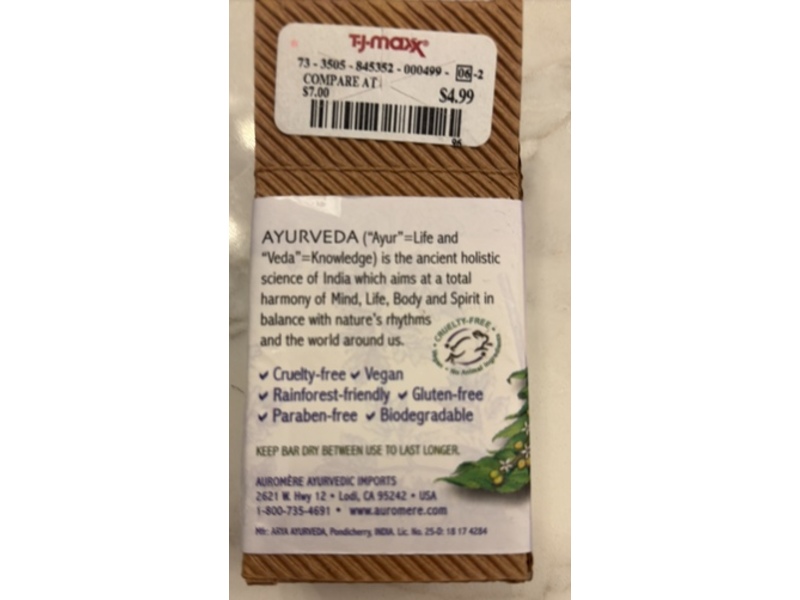 T·J·maxx®
73 - 3505 - 845352 - 000499 - 06 -2
COMPARE AT
$7.00
$4.99
AYURVEDA ("Ayur"=Life and
"Veda"=Knowledge) is the ancient holistic
science of India which aims at a total
harmony of Mind, Life, Body and Spirit in
balance with nature's rhythms
and the world around us.
CRUELTY-FREE
✓ Cruelty-free ✓ Vegan
✓ Rainforest-friendly ✓ Gluten-free
✓ Paraben-free ✓ Biodegradable
KEEP BAR DRY BETWEEN USE TO LAST LONGER.
AUROMÈRE AYURVEDIC IMPORTS
2621 W. Hwy 12 • Lodi, CA 95242 • USA
1-800-735-4691 • www.auromere.com
Mfr: ARYA AYURVEDA, Pondicherry, INDIA. Lic. No. 25-D: 18 17 4284